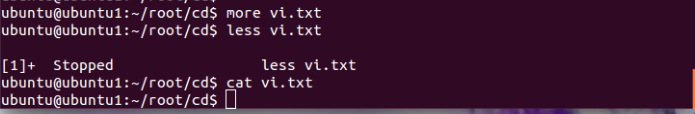 ubuntu@ubuntu1:~/root/cd$ more vi.txt
ubuntu@ubuntu1:~/root/cd$ less vi.txt
[1]+  Stopped                 less vi.txt
ubuntu@ubuntu1:~/root/cd$ cat vi.txt
ubuntu@ubuntu1:~/root/cd$